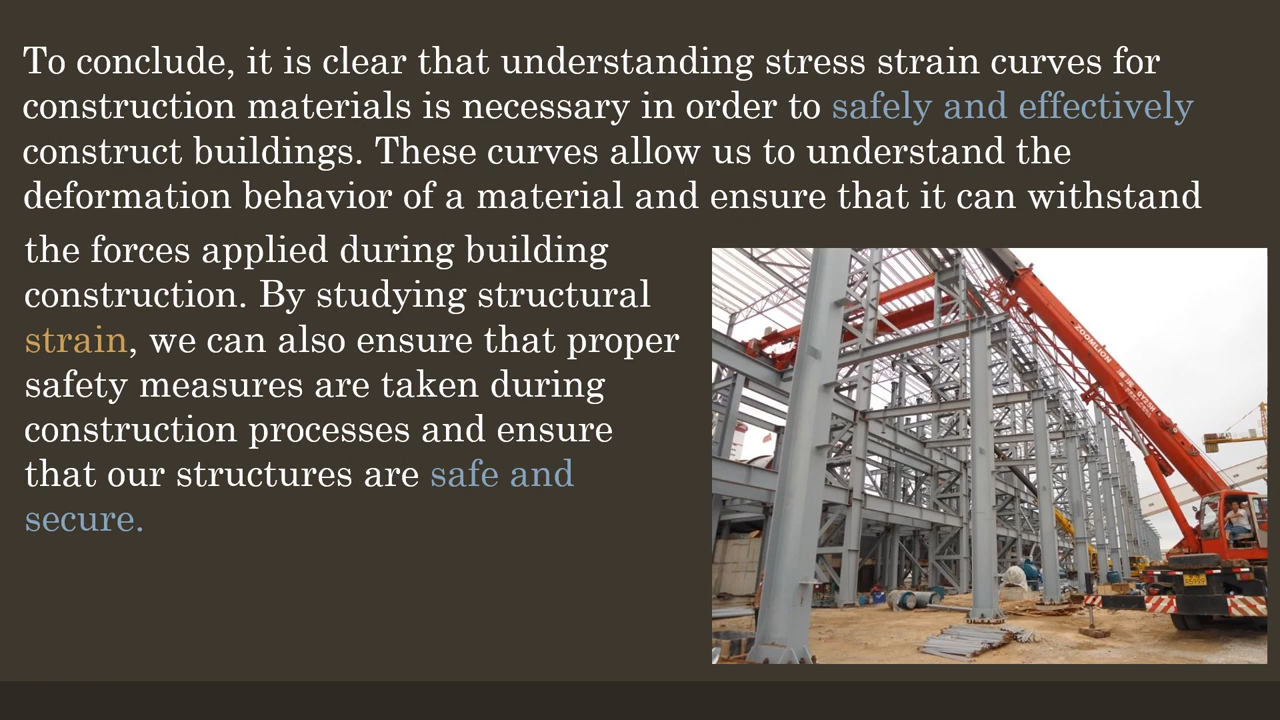 To conclude, it is clear that understanding stress strain curves for
construction materials is necessary in order to safely and effectively
construct buildings. These curves allow us to understand the
deformation behavior of a material and ensure that it can withstand
the forces applied during building
construction. By studying structural
strain, we can also ensure that proper
safety measures are taken during
construction processes and ensure
that our structures are safe and
secure.
ZOOMLION